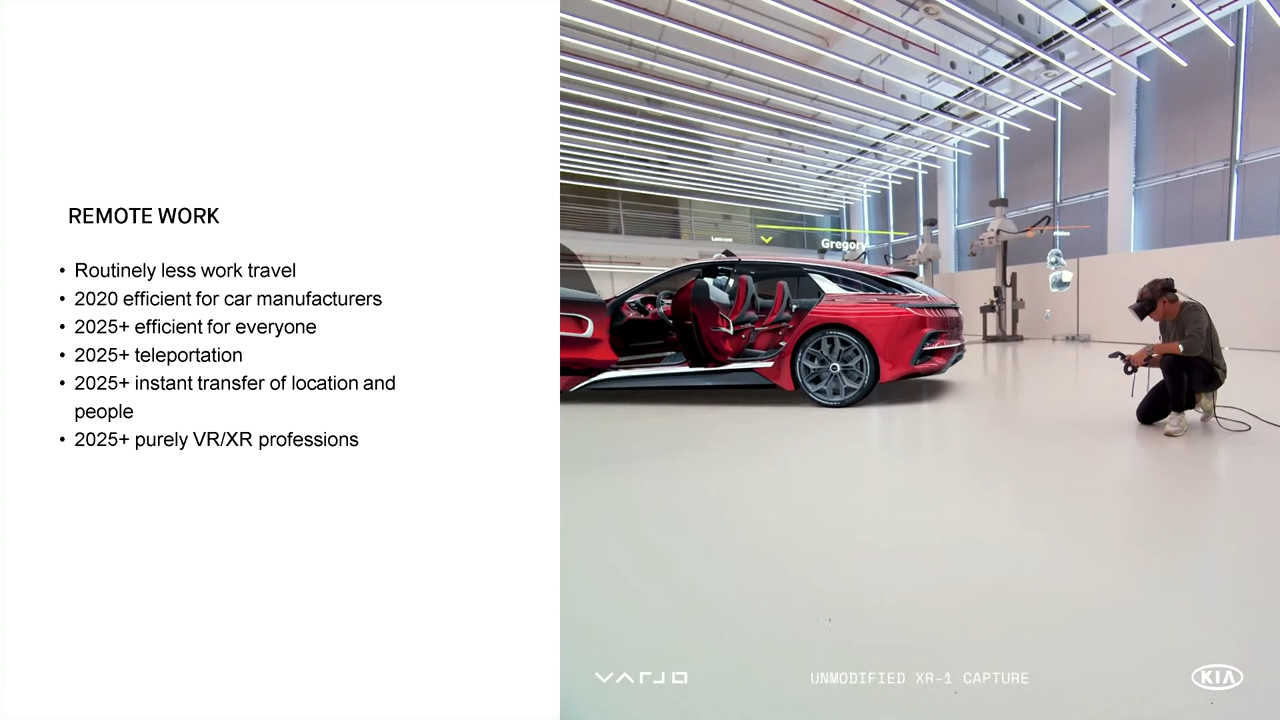 REMOTE WORK
• Routinely less work travel
• 2020 efficient for car manufacturers
• 2025+ efficient for everyone
• 2025+ teleportation
• 2025+ instant transfer of location and
people
• 2025+ purely VR/XR professions
Gregory
VARJO
UNMODIFIED XR-1 CAPTURE
KIA